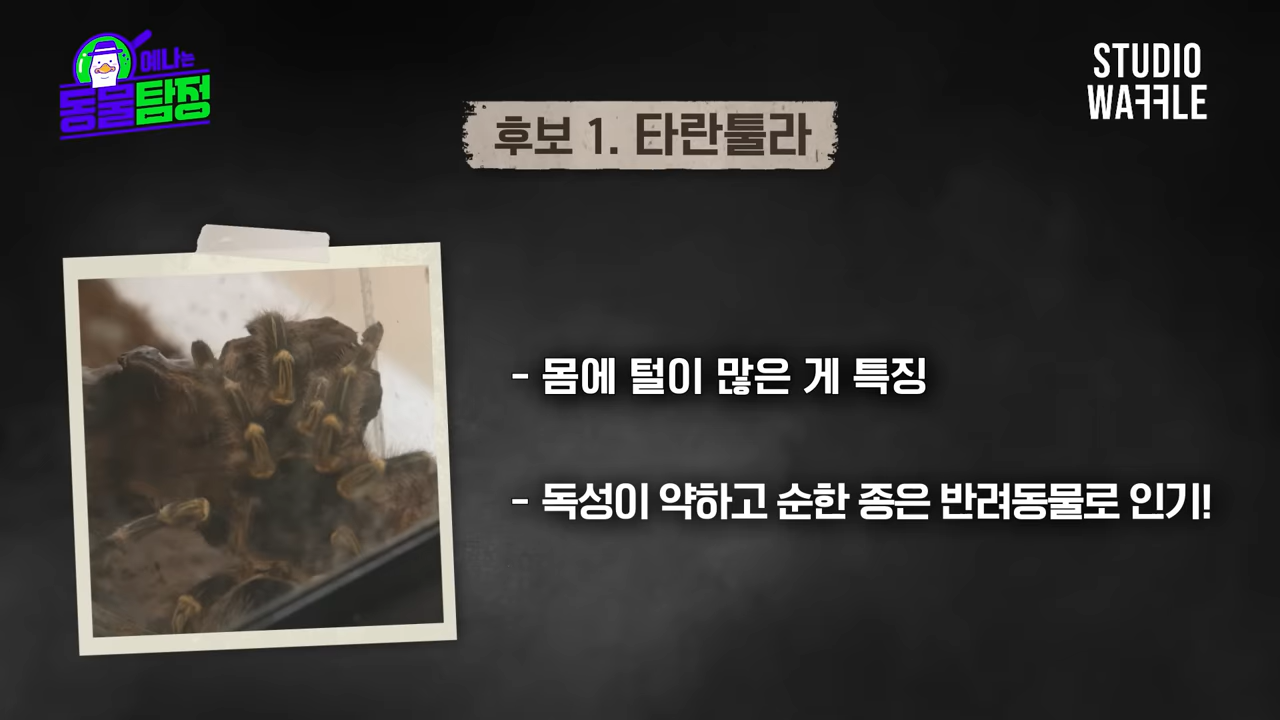 에나는
동물탐정
STUDIO
WAFFLE
후보 1. 타란툴라
- 몸에 털이 많은 게 특징
- 독성이 약하고 순한 종은 반려동물로 인기!